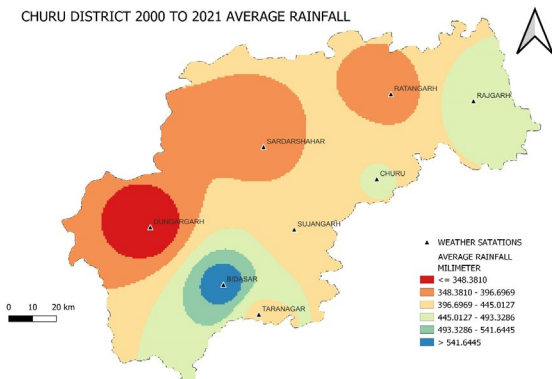 CHURU DISTRICT 2000 TO 2021 AVERAGE RAINFALL
RATANGARH
RAJGARH
SARDARSHAHAR
CHURU
DUNGARGARH
SUJANGARH
BIDASAR
TARANAGAR
0 10 20 km
WEATHER SATATIONS
AVERAGE RAINFALL
MILIMETER
<= 348.3810
348.3810 - 396.6969
396.6969 - 445.0127
445.0127 - 493.3286
493.3286 - 541.6445
> 541.6445